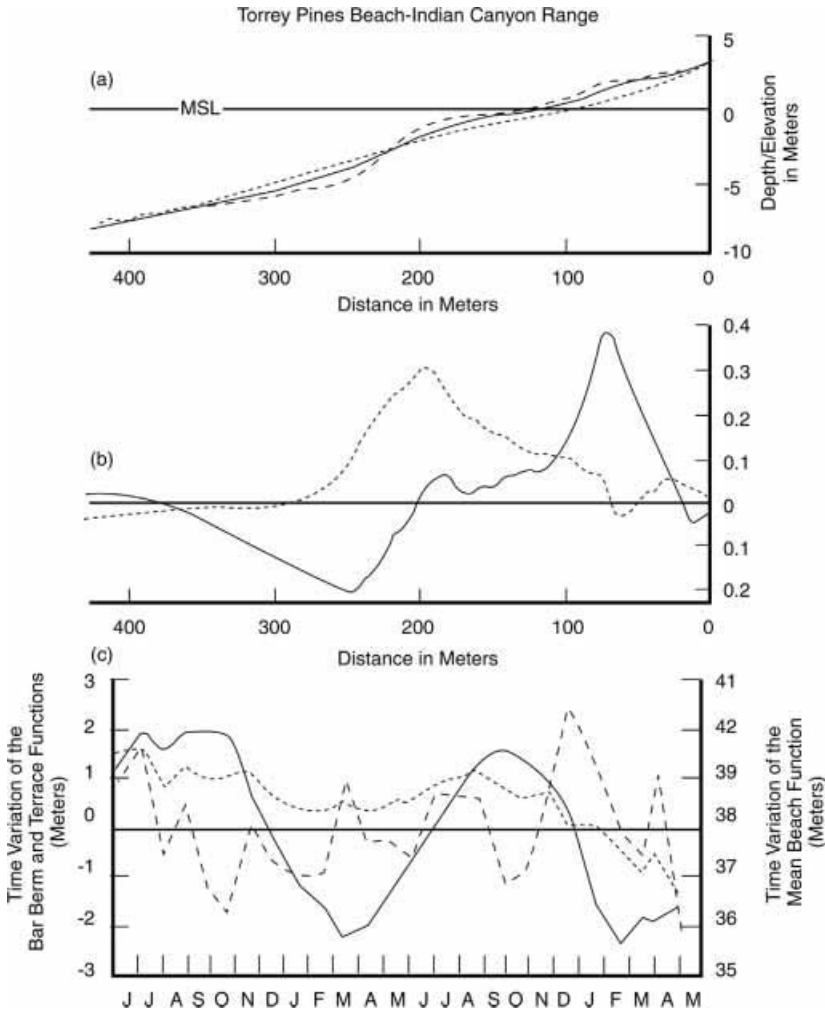 Torrey Pines Beach-Indian Canyon Range
(a)
MSL
5
0
-5
-10
Depth/Elevation
in Meters
400 300 200 100 0
Distance in Meters
(b)
0.4
0.3
0.2
0.1
0
0.1
0.2
400 300 200 100 0
Distance in Meters
(c)
3
2
1
0
-1
-2
-3
Time Variation of the
Bar Berm and Terrace Functions
(Meters)
41
42
39
38
37
36
35
Time Variation of the
Mean Beach Function
(Meters)
J J A S O N D J F M A M J J A S O N D J F M A M